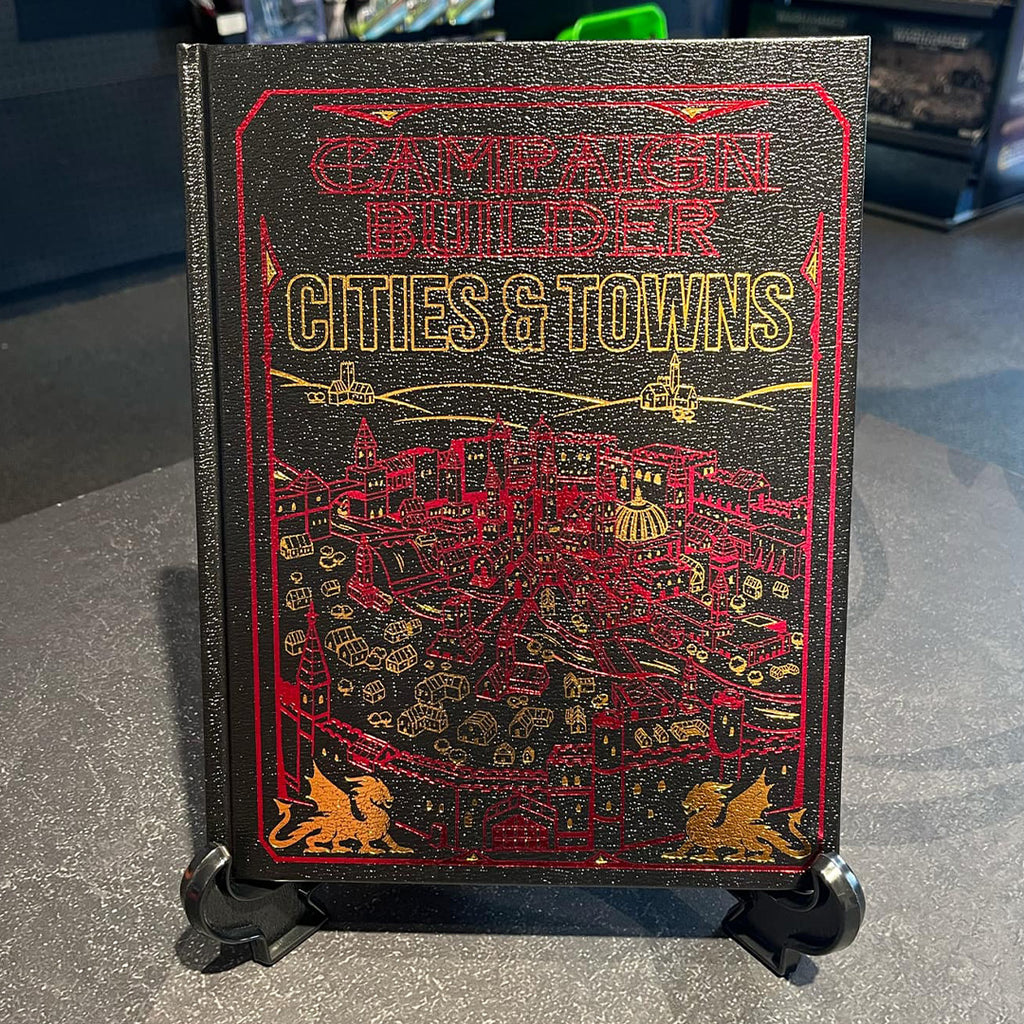 CAMPAIGN
BUILDER
CITIES & TOWNS